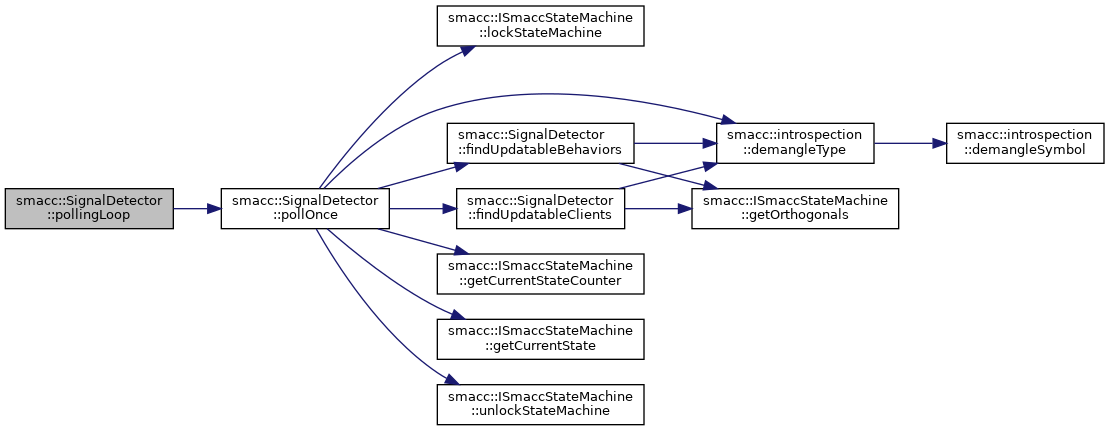 smacc::ISmaccStateMachine
::lockStateMachine
smacc::SignalDetector
::findUpdatableBehaviors
smacc::introspection
::demangleType
smacc::introspection
::demangleSymbol
smacc::SignalDetector
::pollingLoop
smacc::SignalDetector
::pollOnce
smacc::SignalDetector
::findUpdatableClients
smacc::ISmaccStateMachine
::getOrthogonals
smacc::ISmaccStateMachine
::getCurrentStateCounter
smacc::ISmaccStateMachine
::getCurrentState
smacc::ISmaccStateMachine
::unlockStateMachine